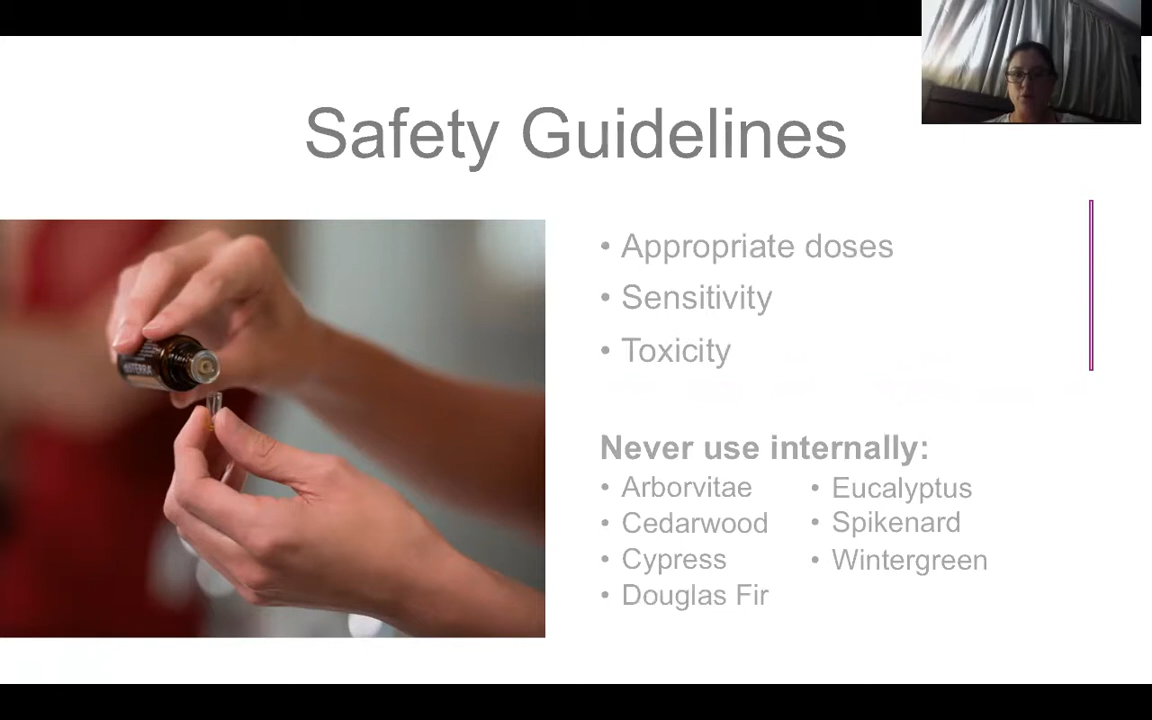 Safety Guidelines
• Appropriate doses
• Sensitivity
• Toxicity
Never use internally:
• Arborvitae
• Cedarwood
• Cypress
• Douglas Fir
• Eucalyptus
• Spikenard
• Wintergreen